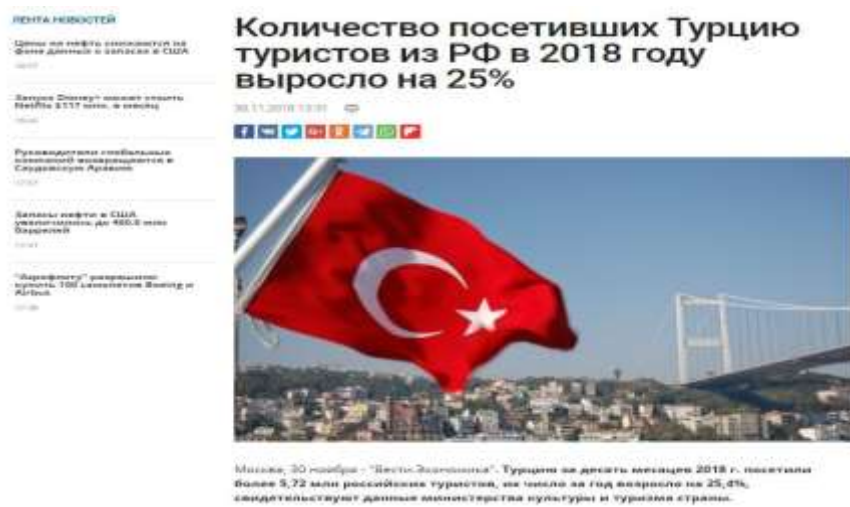 ЛЕНТА НОВОСТЕЙ
Цены на нефть снижаются на
фоне данных о запасах в США
Запуск Disney+ может стоить
Netflix $117 млн. в месяц
Руководители глобальных
компаний возвращаются в
Саудовскую Аравию
Запасы нефти в США
увеличились до
баррелей
"Аэрофлоту" разрешили
купить 100 самолетов Boeing и
Airbus
Количество посетивших Турцию
туристов из РФ в 2018 году
выросло на 25%
30.11.2018
Москва, 30 ноября - "Вести.Экономика". Турцию за десять месяцев 2018 г. посетили
более 5,72 млн российских туристов, их число за год возросло на 25,4%,
свидетельствуют данные министерства культуры и туризма страны.